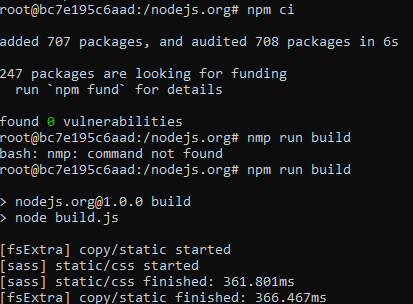 root@bc7e195c6aad:/nodejs.org# npm ci
added 707 packages, and audited 708 packages in 6s
247 packages are looking for funding
run `npm fund` for details
found 0 vulnerabilities
root@bc7e195c6aad:/nodejs.org# nmp run build
bash: nmp: command not found
root@bc7e195c6aad:/nodejs.org# npm run build
> nodejs.org@1.0.0 build
> node build.js
[fsExtra] copy/static started
[sass] static/css started
[sass] static/css finished: 361.801ms
[fsExtra] copy/static finished: 366.467ms